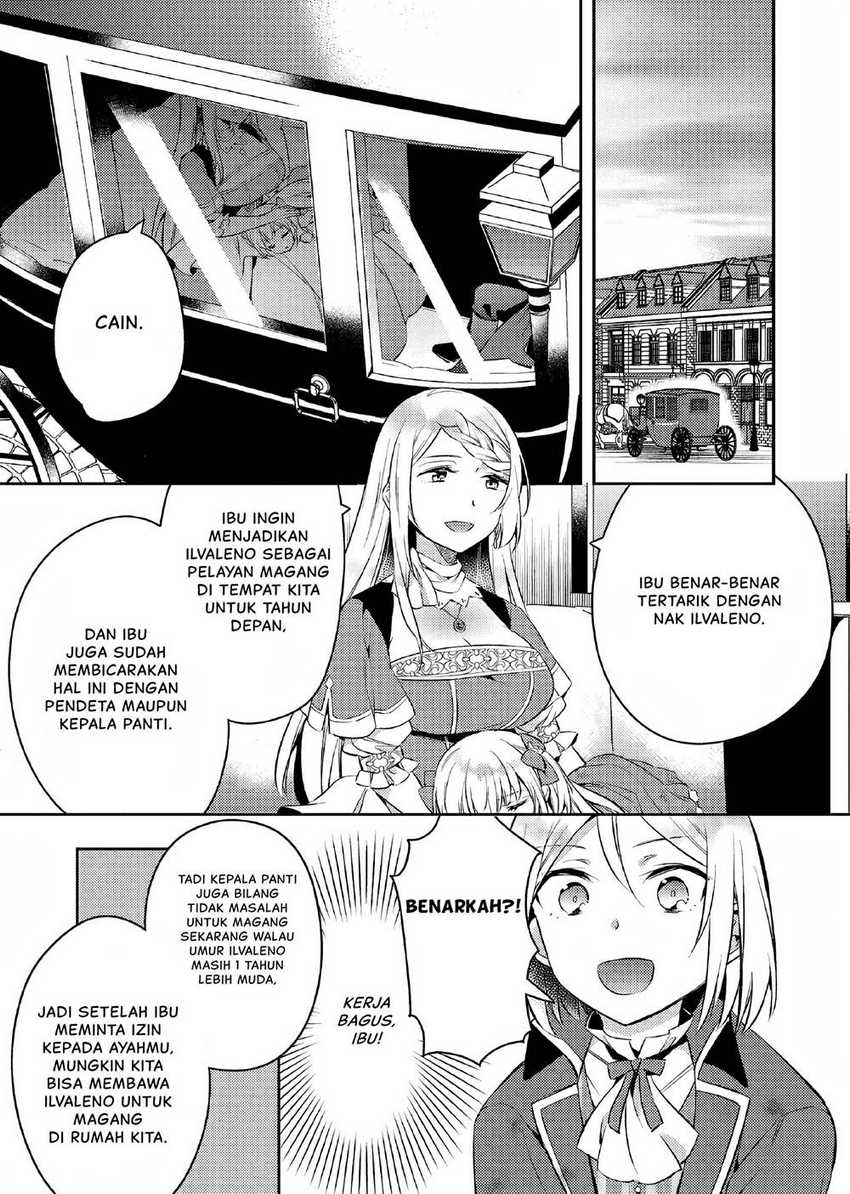 CAIN.
IBU BENAR-BENAR
TERTARIK DENGAN
NAK ILVALENO.
IBU INGIN
MENJADIKAN
ILVALENO SEBAGAI
PELAYAN MAGANG
DI TEMPAT KITA
UNTUK TAHUN
DEPAN,
DAN IBU
JUGA SUDAH
MEMBICARAKAN
HAL INI DENGAN
PENDETA MAUPUN
KEPALA PANTI.
BENARKAH?!
KERJA
BAGUS,
IBU!
TADI KEPALA PANTI
JUGA BILANG
TIDAK MASALAH
UNTUK MAGANG
SEKARANG WALAU
UMUR ILVALENO
MASIH 1 TAHUN
LEBIH MUDA,
JADI SETELAH IBU
MEMINTA IZIN
KEPADA AYAHMU,
MUNGKIN KITA
BISA MEMBAWA
ILVALENO UNTUK
MAGANG
DI RUMAH KITA.